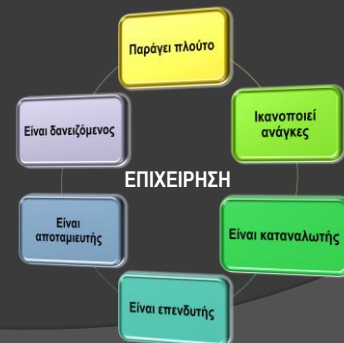 Παράγει πλούτο
Ικανοποιεί
ανάγκες
Είναι καταναλωτής
Είναι επενδυτής
Είναι
αποταμιευτής
Είναι δανειζόμενος
ΕΠΙΧΕΙΡΗΣΗ